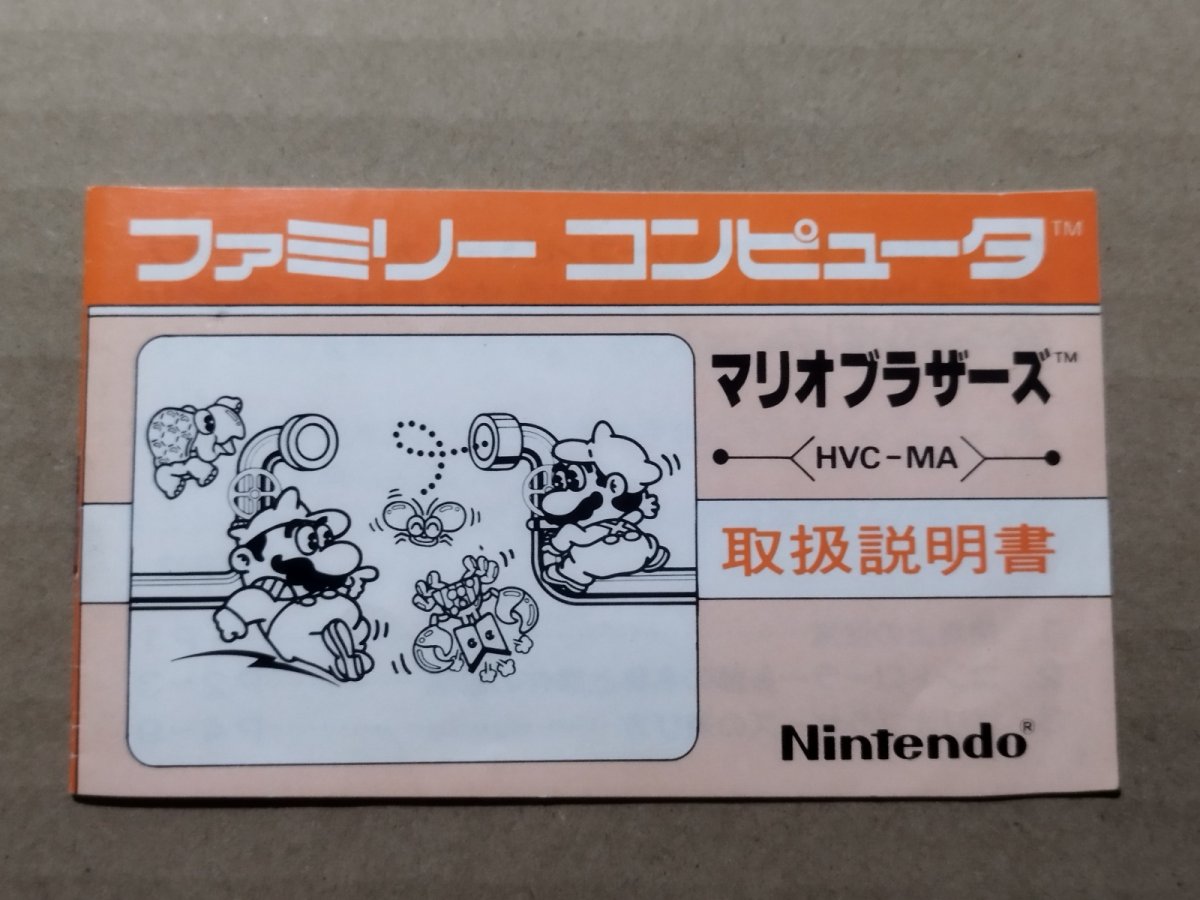 ファミリー コンピュータ™
マリオブラザーズ™
HVC-MA
取扱説明書
Nintendo®